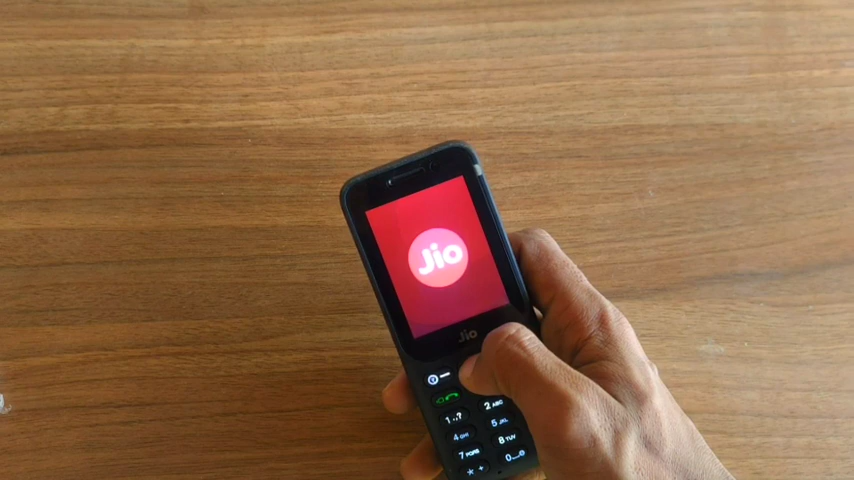 Jio
Jio
1 .,?
2 ABC
4 GHI
5 JKL
7 PQRS
8 TUV
* +
0